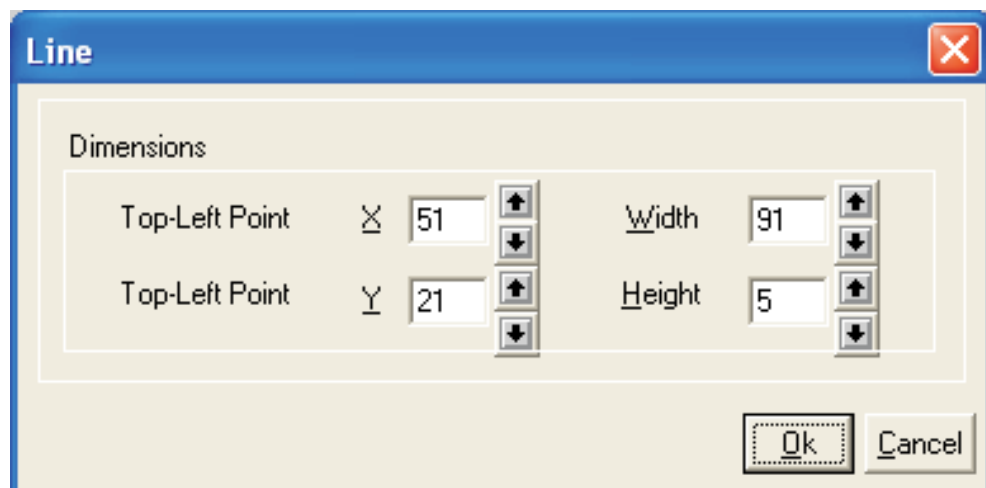 Line
Dimensions
Top-Left Point X 51 Width 91
Top-Left Point Y 21 Height 5
Ok Cancel